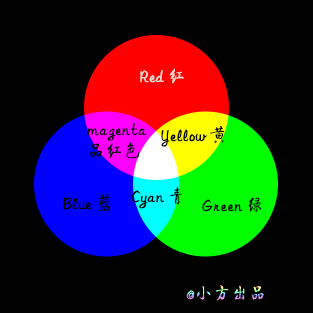 Red 红
magenta
品红色
Yellow 黄
Blue 蓝
Cyan 青
Green 绿
@小方出品